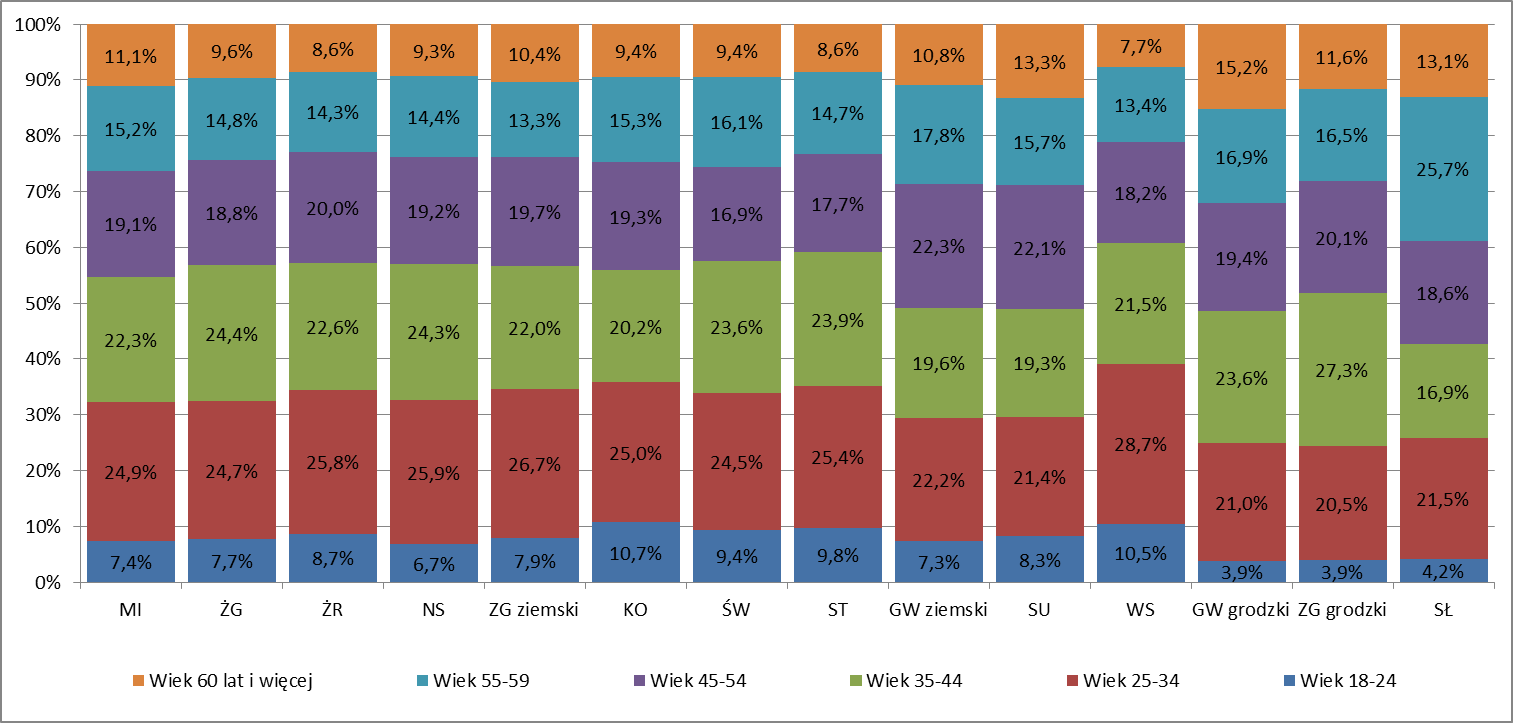 100%
11,1% 9,6% 8,6% 9,3% 10,4% 9,4% 9,4% 8,6% 10,8% 13,3% 7,7% 15,2% 11,6% 13,1%
90%
15,2% 14,8% 14,3% 14,4% 13,3% 15,3% 16,1% 14,7% 17,8% 15,7% 13,4% 16,9% 16,5% 25,7%
80%
70%
19,1% 18,8% 20,0% 19,2% 19,7% 19,3% 16,9% 17,7% 22,3% 22,1% 18,2% 19,4% 20,1% 18,6%
60%
50%
22,3% 24,4% 22,6% 24,3% 22,0% 20,2% 23,6% 23,9% 19,6% 19,3% 21,5% 23,6% 27,3% 16,9%
40%
30%
24,9% 24,7% 25,8% 25,9% 26,7% 25,0% 24,5% 25,4% 22,2% 21,4% 28,7% 21,0% 20,5% 21,5%
20%
10%
7,4% 7,7% 8,7% 6,7% 7,9% 10,7% 9,4% 9,8% 7,3% 8,3% 10,5% 3,9% 3,9% 4,2%
0%
MI ŻG ŻR NS ZG ziemski KO ŚW ST GW ziemski SU WS GW grodzki ZG grodzki SŁ
Wiek 60 lat i więcej Wiek 55-59 Wiek 45-54 Wiek 35-44 Wiek 25-34 Wiek 18-24